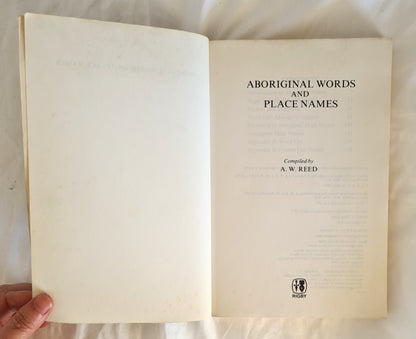 ABORIGINAL WORDS
AND
PLACE NAMES
Compiled by
A. W. REED
RIGBY